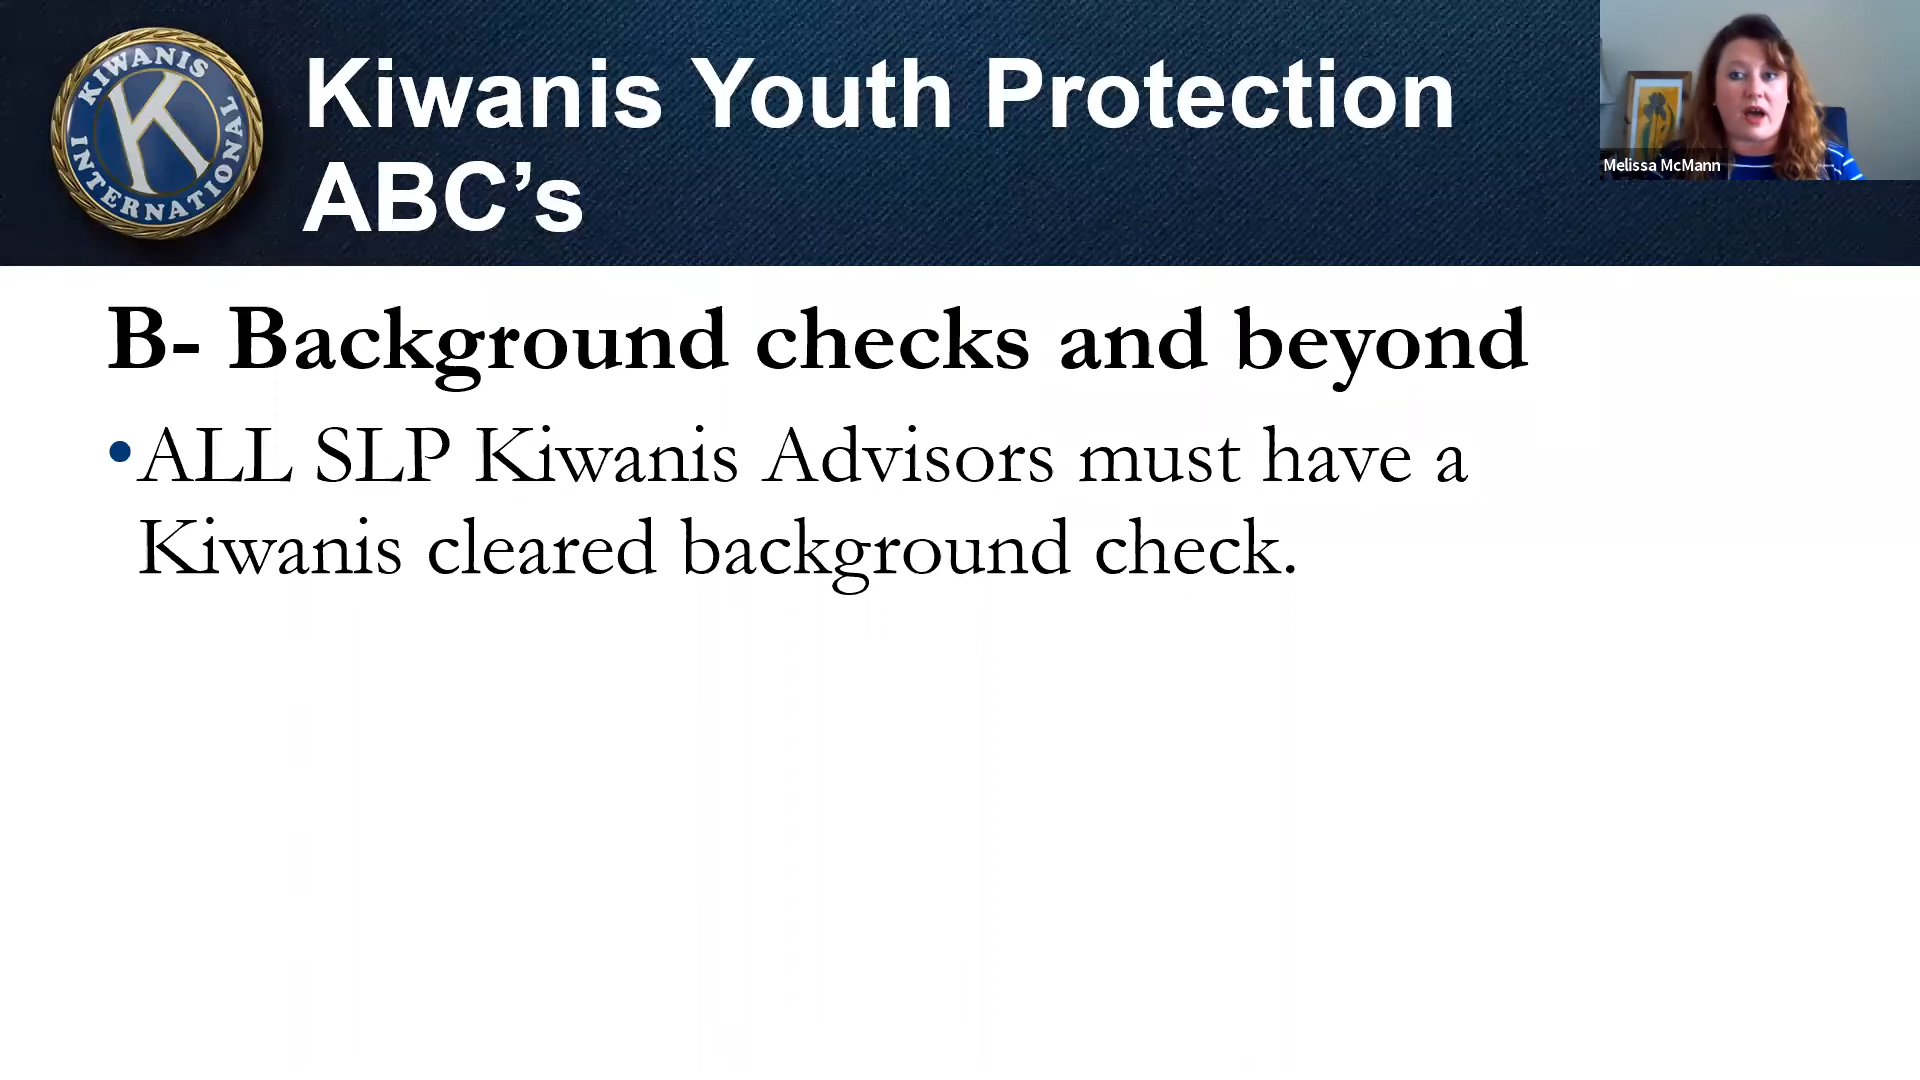 KIWANIS
INTERNATIONAL
K
Kiwanis Youth Protection
ABC’s
Melissa McMann
B- Background checks and beyond
•ALL SLP Kiwanis Advisors must have a
Kiwanis cleared background check.